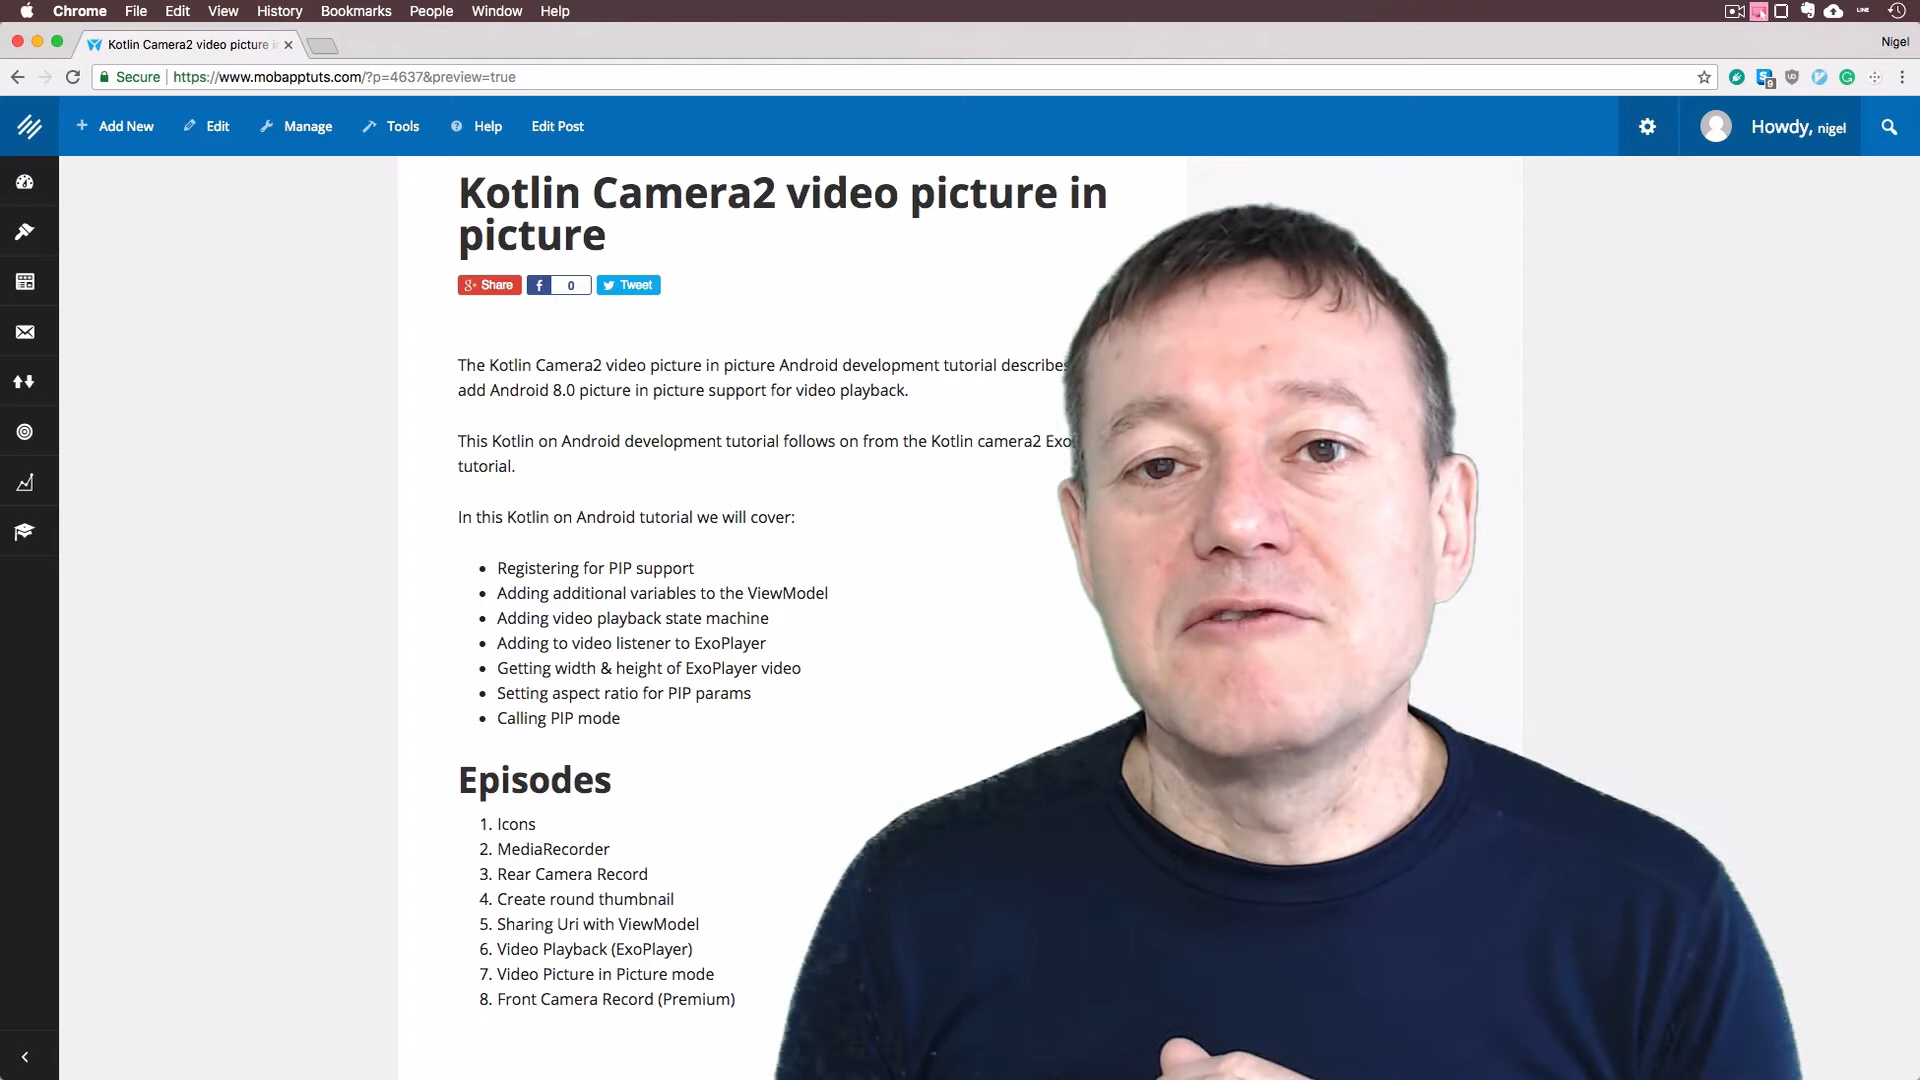 Chrome File Edit View History Bookmarks People Window Help
Kotlin Camera2 video picture i
Nigel
Secure https://www.mobapptuts.com/?p=4637&preview=true
9
Add New Edit Manage Tools Help Edit Post
Howdy, nigel
Kotlin Camera2 video picture in
picture
Share 0 Tweet
The Kotlin Camera2 video picture in picture Android development tutorial describes
add Android 8.0 picture in picture support for video playback.
This Kotlin on Android development tutorial follows on from the Kotlin camera2 Exo
tutorial.
In this Kotlin on Android tutorial we will cover:
• Registering for PIP support
• Adding additional variables to the ViewModel
• Adding video playback state machine
• Adding to video listener to ExoPlayer
• Getting width & height of ExoPlayer video
• Setting aspect ratio for PIP params
• Calling PIP mode
Episodes
1. Icons
2. MediaRecorder
3. Rear Camera Record
4. Create round thumbnail
5. Sharing Uri with ViewModel
6. Video Playback (ExoPlayer)
7. Video Picture in Picture mode
8. Front Camera Record (Premium)